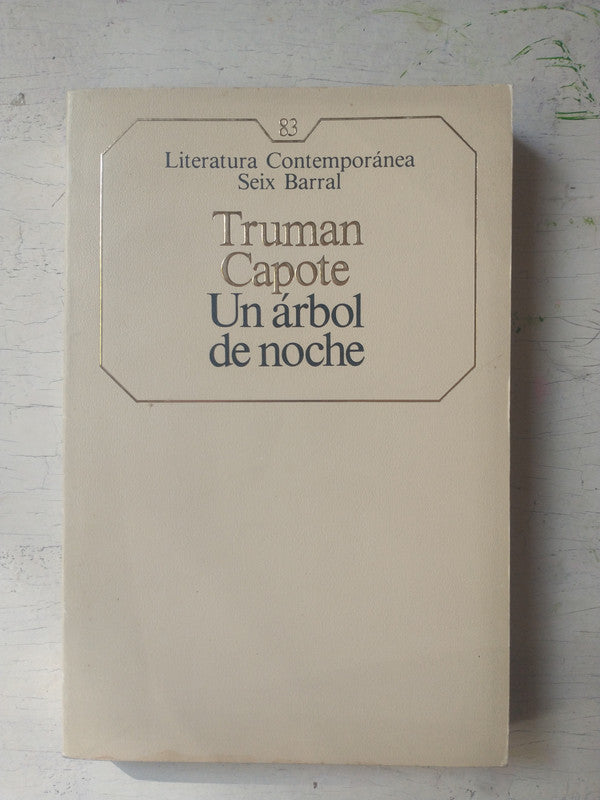 83
Literatura Contemporánea
Seix Barral
Truman
Capote
Un árbol
de noche